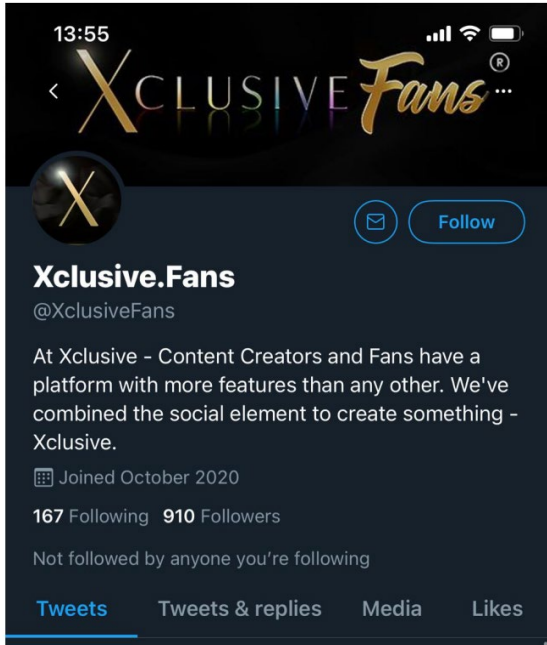 13:55
XCLUSIVE Fans ®
X
Follow
Xclusive.Fans
@XclusiveFans
At Xclusive - Content Creators and Fans have a
platform with more features than any other. We've
combined the social element to create something -
Xclusive.
Joined October 2020
167 Following 910 Followers
Not followed by anyone you're following
Tweets Tweets & replies Media Likes